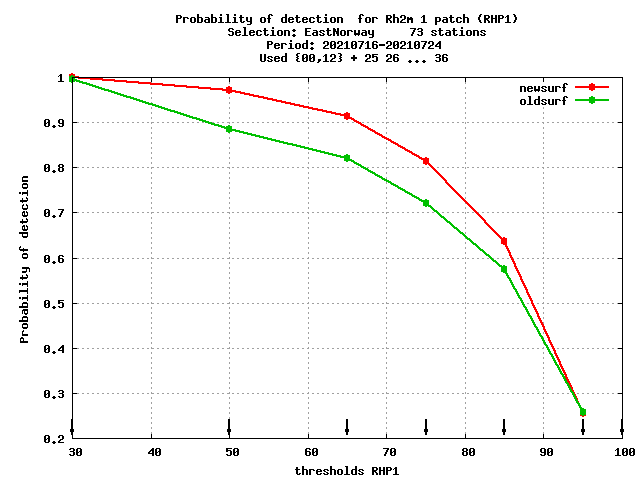 Probability of detection  for Rh2m 1 patch (RHP1)
Selection: EastNorway     73 stations
Period: 20210716-20210724
Used {00,12} + 25 26 ... 36
newsurf
oldsurf
1
0.9
0.8
0.7
0.6
0.5
0.4
0.3
0.2
Probability of detection
30 40 50 60 70 80 90 100
thresholds RHP1